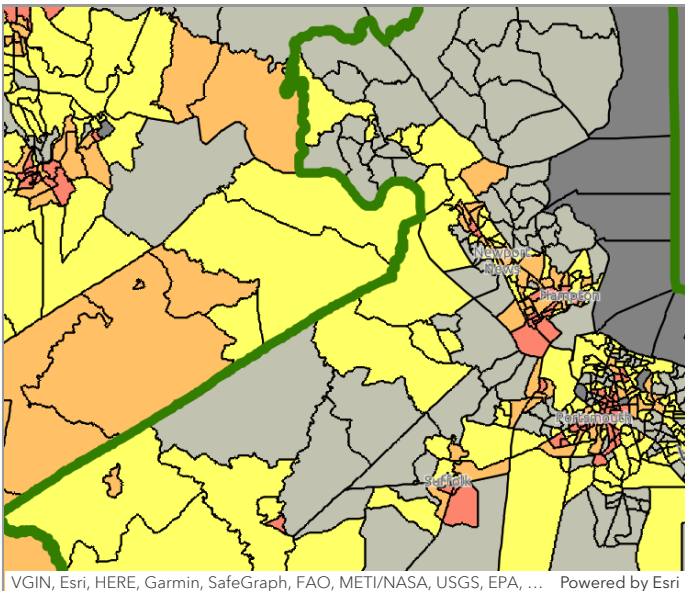 Newport
News
Hampton
Portsmouth
Suffolk
VGIN, Esri, HERE, Garmin, SafeGraph, FAO, METI/NASA, USGS, EPA, ... Powered by Esri